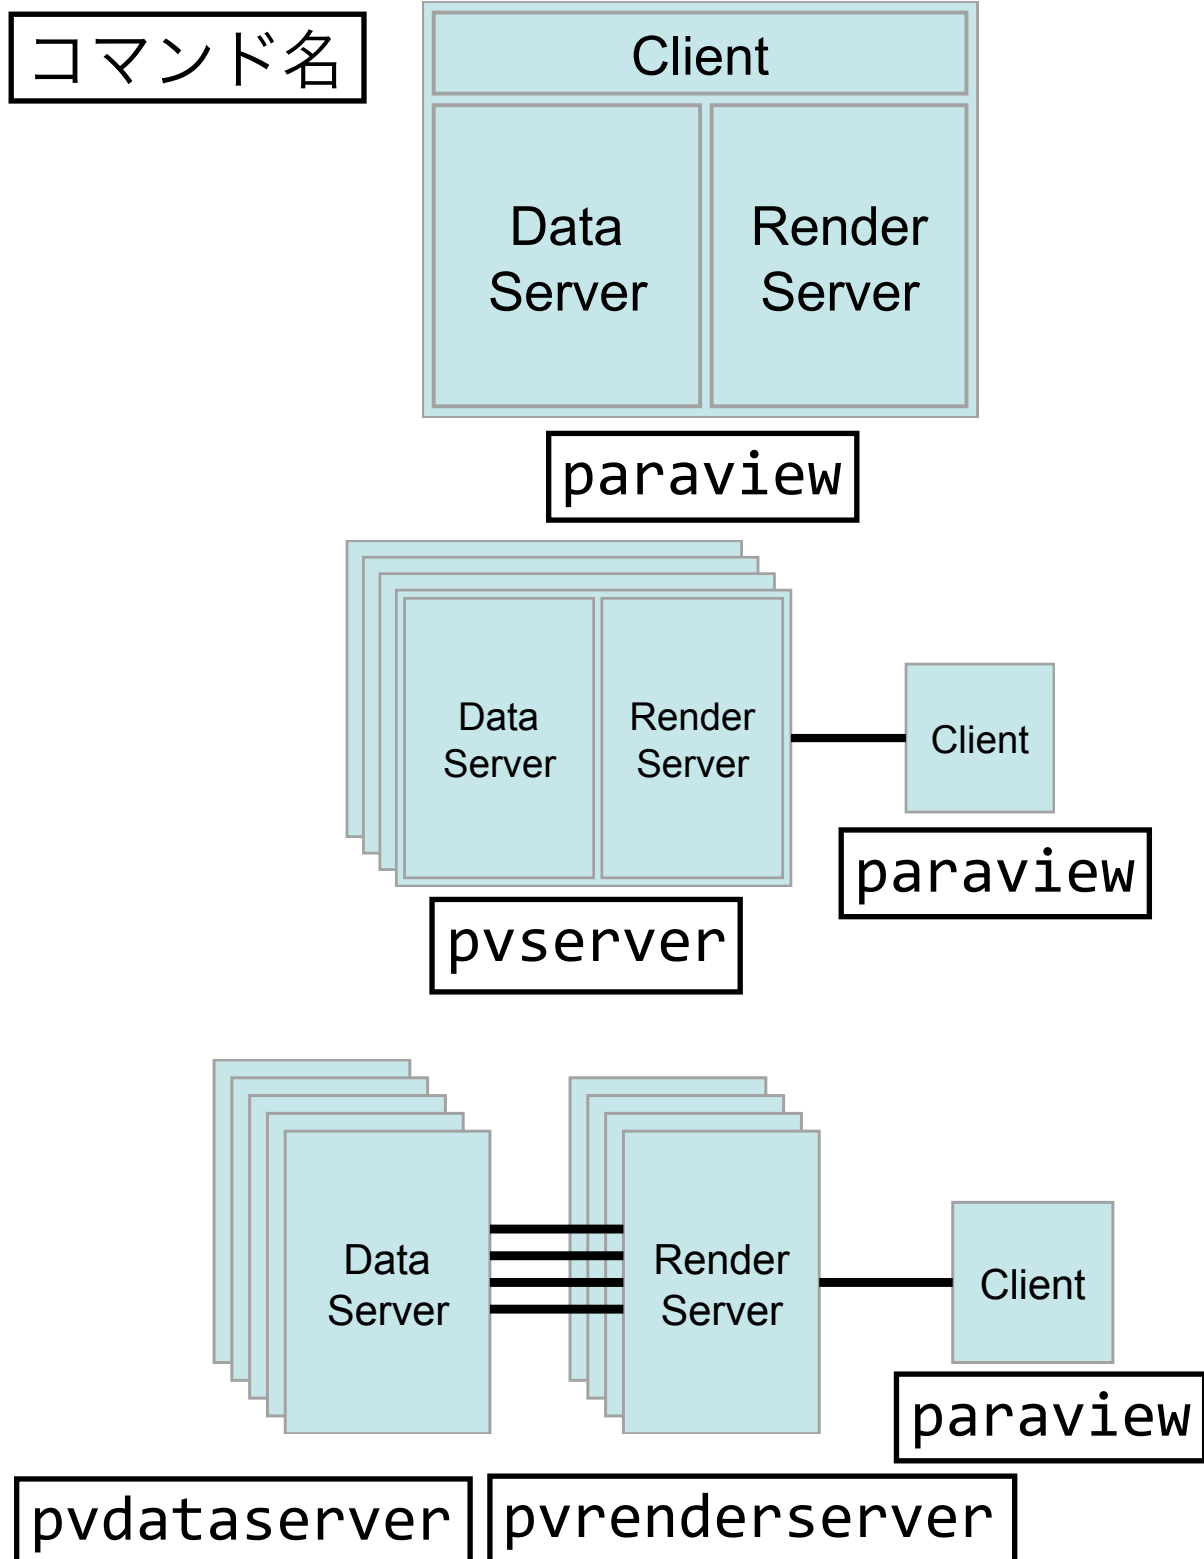 コマンド名
Client
Data
Server
Render
Server
paraview
Data
Server
Render
Server
Client
paraview
pvserver
Data
Server
Render
Server
Client
paraview
pvdataserver
pvrenderserver